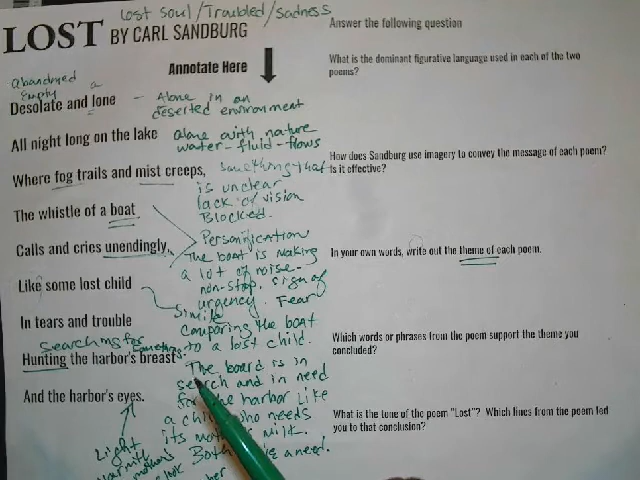 Lost soul/Troubled/sadness
LOST BY CARL SANDBURG
Annotate Here
abandoned
Empty
Desolate and lone
- Alone in an
deserted environment
All night long on the lake
alone with nature
water-fluid-flows
Where fog trails and mist creeps,
something that
is unclear
lack of vision
Blocked.
The whistle of a boat
Personification
Calls and cries unendingly,
The boat is making
a lot of noise-
non-stop, sign of
urgency. Fear
Like some lost child
Simile
comparing the boat
to a lost child.
In tears and trouble
searching for
something.
Hunting the harbor's breast
The board is in
search and in need
for the harbor like
a child who needs
its milk.
Both a need.
And the harbor's eyes.
Light
mother's
look
Answer the following question
What is the dominant figurative language used in each of the two
poems?
How does Sandburg use imagery to convey the message of each poem?
Is it effective?
In your own words, write out the theme of each poem.
Which words or phrases from the poem support the theme you
concluded?
What is the tone of the poem "Lost"? Which lines from the poem led
you to that conclusion?